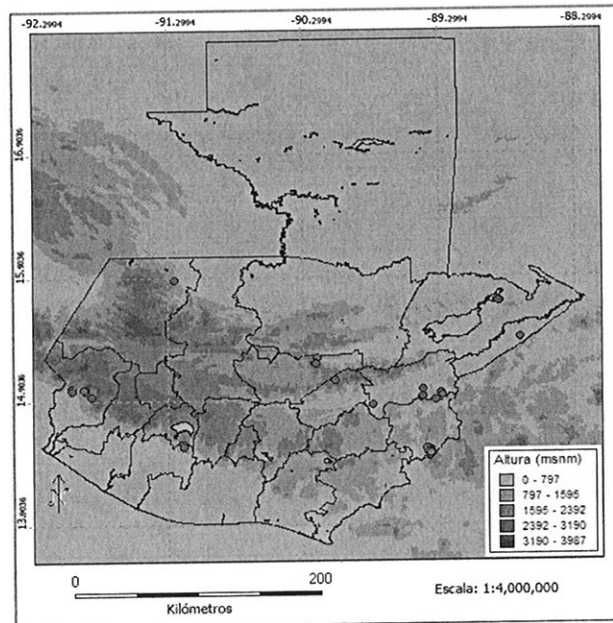 -92.2994 -91.2994 -90.2994 -89.2994 -88.2994
16.9036
15.9036
14.9036
13.9036
Altura (msnm)
0 - 797
797 - 1595
1595 - 2392
2392 - 3190
3190 - 3987
N
0 200
Kilómetros
Escala: 1:4,000,000